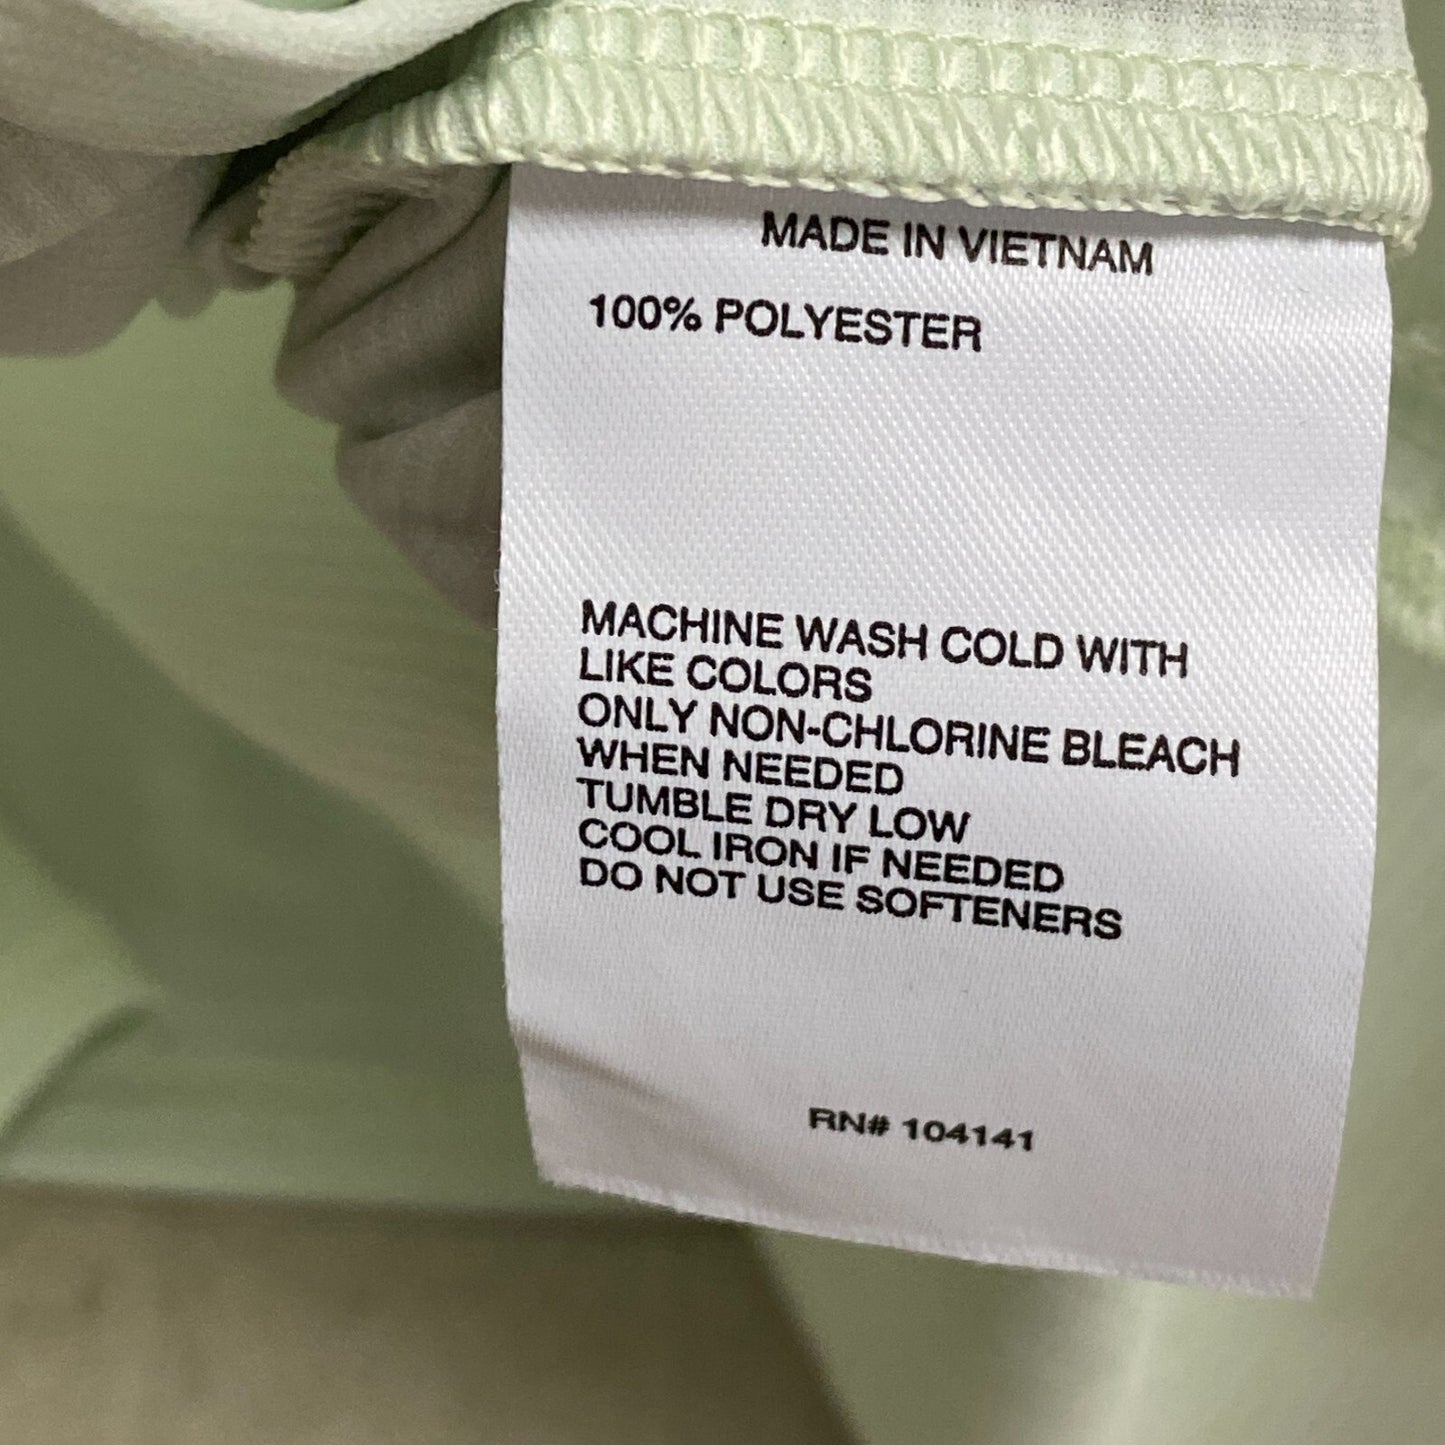 MADE IN VIETNAM
100% POLYESTER
MACHINE WASH COLD WITH
LIKE COLORS
ONLY NON-CHLORINE BLEACH
WHEN NEEDED
TUMBLE DRY LOW
COOL IRON IF NEEDED
DO NOT USE SOFTENERS
RN# 104141